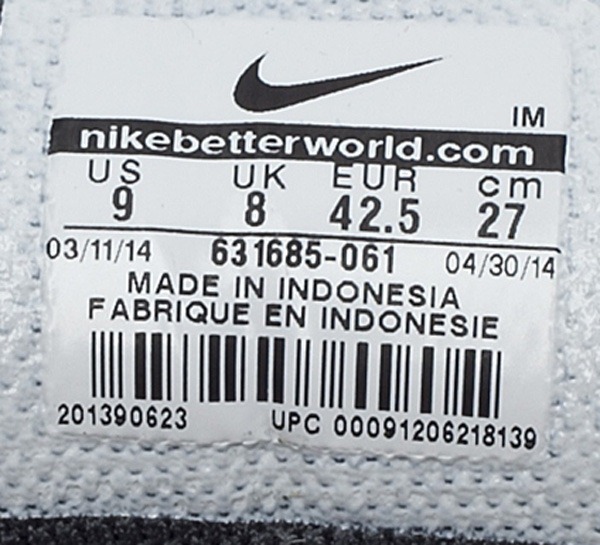 IM
nikebetterworld.com
US UK EUR cm
9 8 42.5 27
03/11/14 631685-061 04/30/14
MADE IN INDONESIA
FABRIQUE EN INDONESIE
201390623 UPC 00091206218139